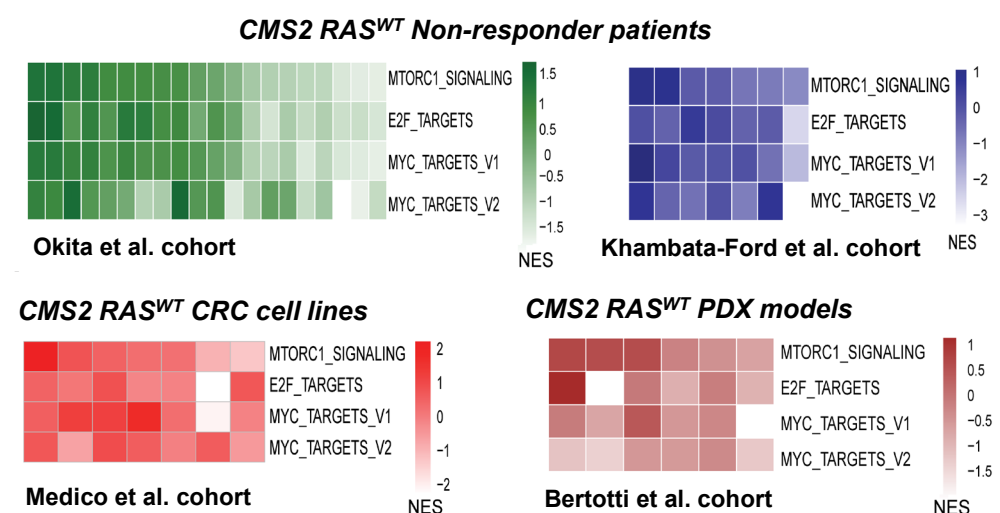 CMS2 RASWT Non-responder patients
MTORC1_SIGNALING
E2F_TARGETS
MYC_TARGETS_V1
MYC_TARGETS_V2
1.5
1
0.5
0
−0.5
−1
−1.5
NES
Okita et al. cohort
MTORC1_SIGNALING
E2F_TARGETS
MYC_TARGETS_V1
MYC_TARGETS_V2
1
0
−1
−2
−3
NES
Khambata-Ford et al. cohort
CMS2 RASWT CRC cell lines
MTORC1_SIGNALING
E2F_TARGETS
MYC_TARGETS_V1
MYC_TARGETS_V2
2
1
0
−1
−2
NES
Medico et al. cohort
CMS2 RASWT PDX models
MTORC1_SIGNALING
E2F_TARGETS
MYC_TARGETS_V1
MYC_TARGETS_V2
1
0.5
0
−0.5
−1
−1.5
NES
Bertotti et al. cohort